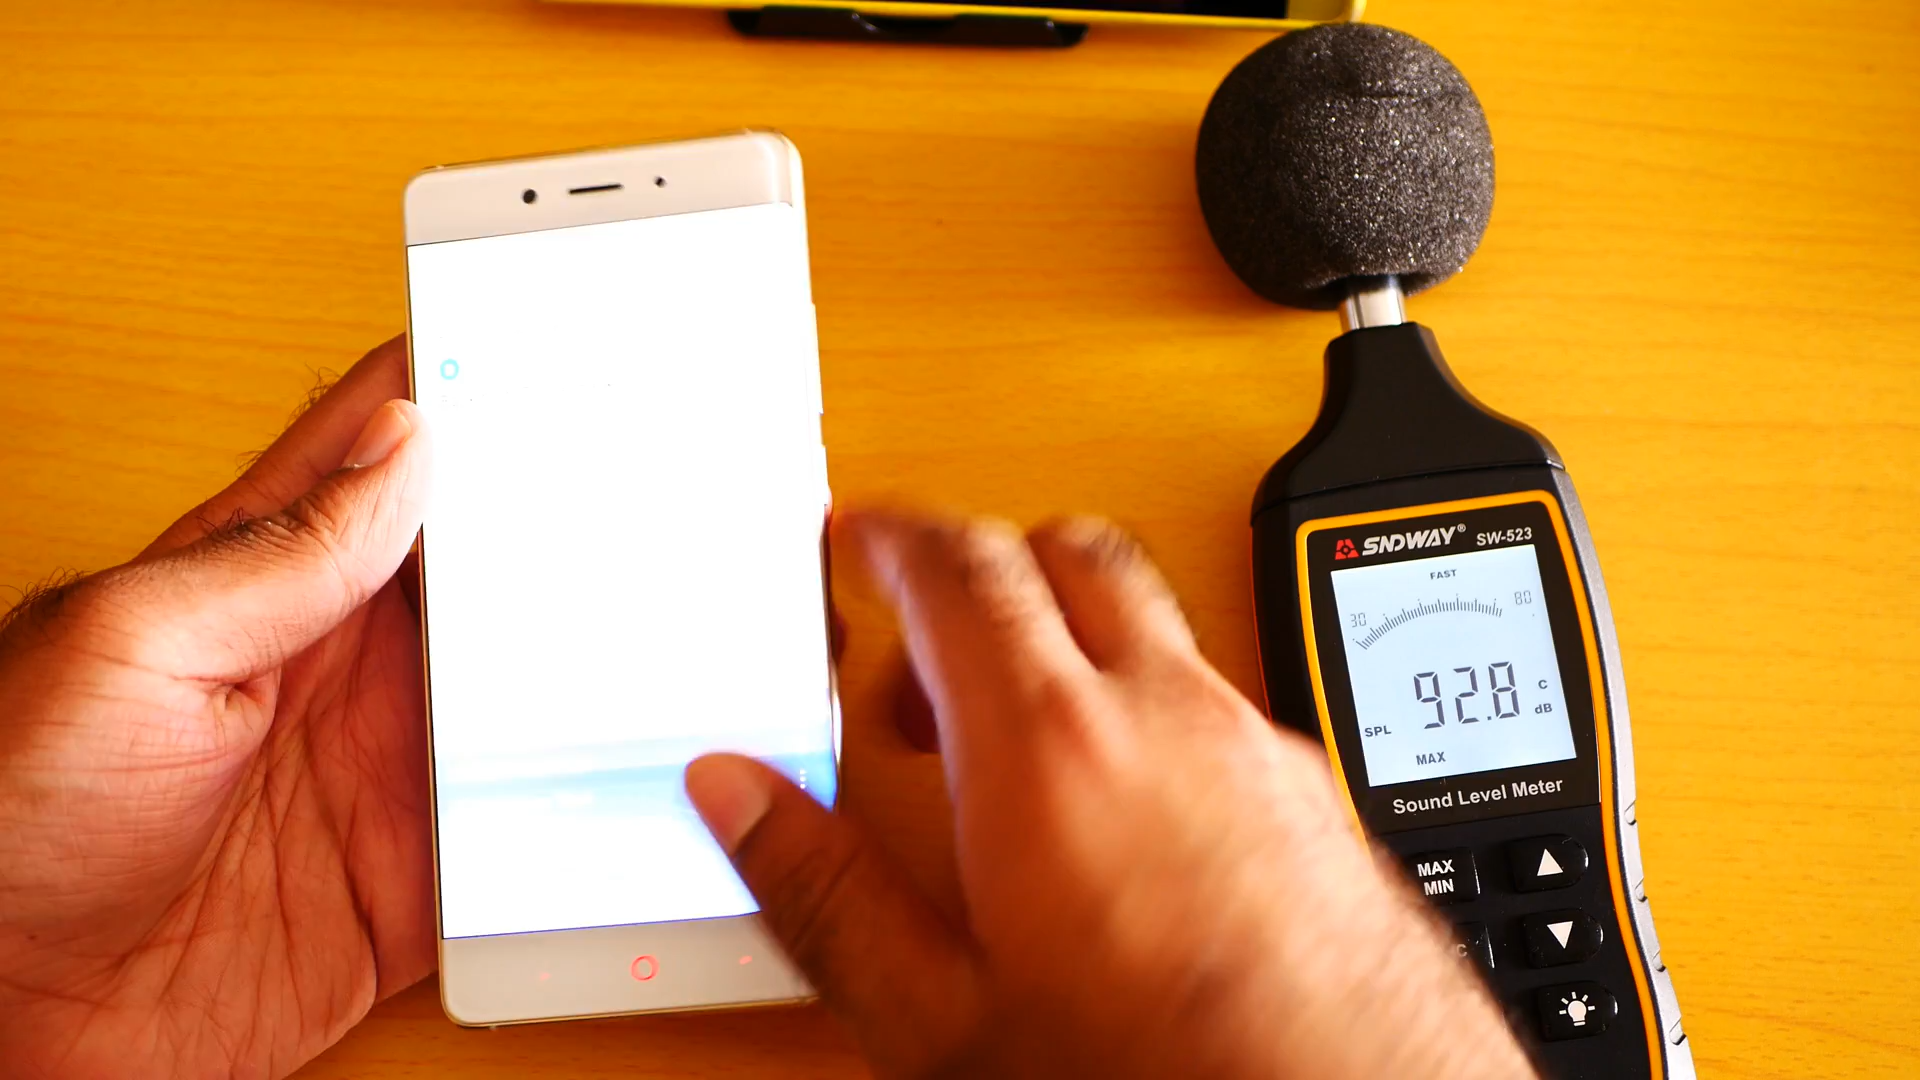 SNDWAY® SW-523
FAST
30 80
92.8 C dB
SPL
MAX
Sound Level Meter
MAX
MIN
C